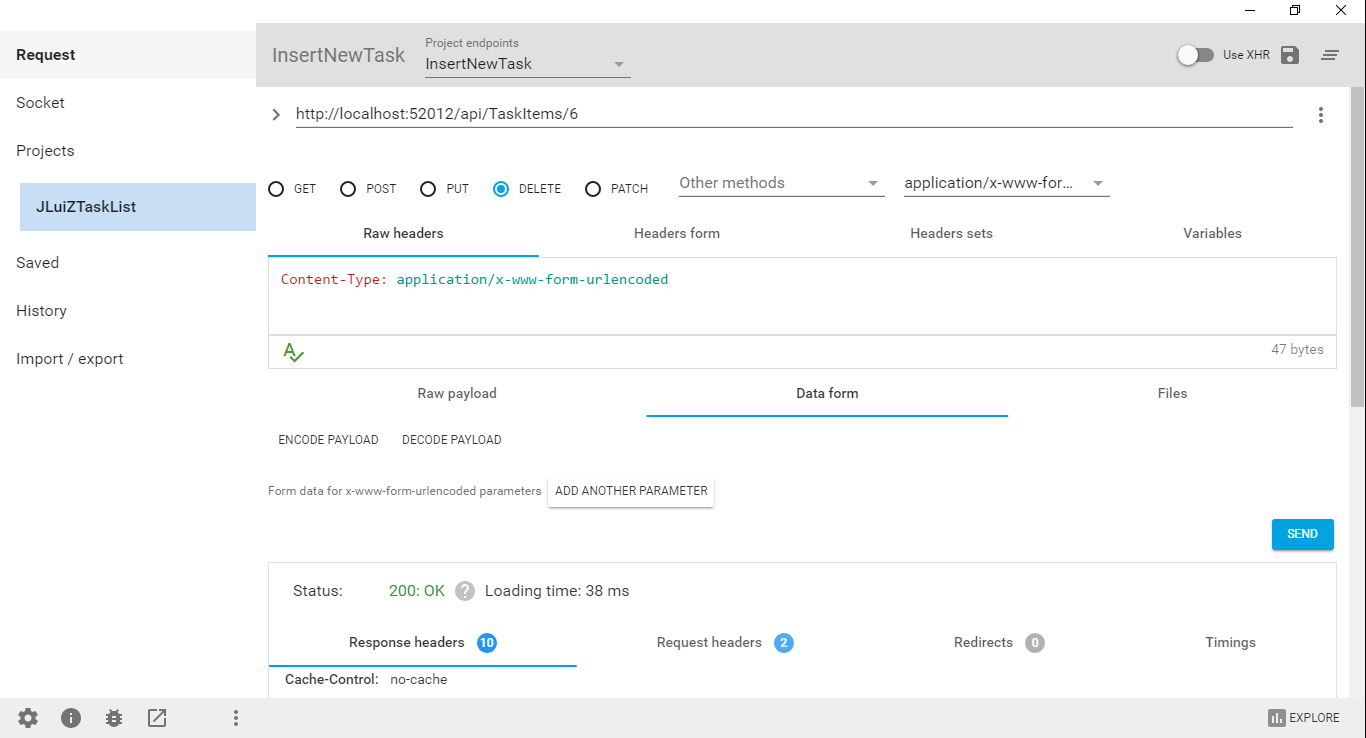 Request
Socket
Projects
JLuiZTaskList
Saved
History
Import / export
InsertNewTask
Project endpoints
InsertNewTask
Use XHR
http://localhost:52012/api/TaskItems/6
GET POST PUT DELETE PATCH Other methods application/x-www-for...
Raw headers Headers form Headers sets Variables
Content-Type: application/x-www-form-urlencoded
47 bytes
Raw payload Data form Files
ENCODE PAYLOAD DECODE PAYLOAD
Form data for x-www-form-urlencoded parameters ADD ANOTHER PARAMETER
SEND
Status: 200: OK ? Loading time: 38 ms
Response headers 10 Request headers 2 Redirects 0 Timings
Cache-Control: no-cache
EXPLORE